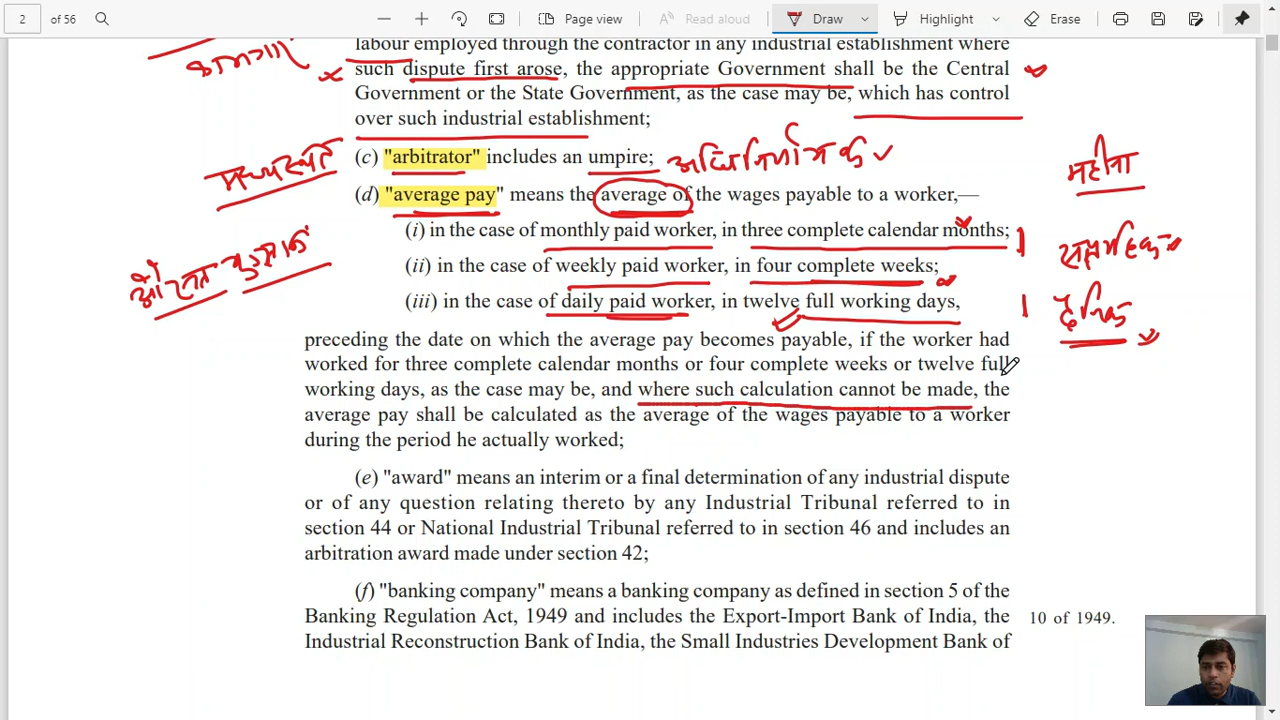 2 of 56 Page view Read aloud Draw Highlight Erase
labour employed through the contractor in any industrial establishment where
such dispute first arose, the appropriate Government shall be the Central
Government or the State Government, as the case may be, which has control
over such industrial establishment;
(c) "arbitrator" includes an umpire;
(d) "average pay" means the average of the wages payable to a worker,—
महीना
(i) in the case of monthly paid worker, in three complete calendar months;
(ii) in the case of weekly paid worker, in four complete weeks;
(iii) in the case of daily paid worker, in twelve full working days,
दैनिक
preceding the date on which the average pay becomes payable, if the worker had
worked for three complete calendar months or four complete weeks or twelve full
working days, as the case may be, and where such calculation cannot be made, the
average pay shall be calculated as the average of the wages payable to a worker
during the period he actually worked;
(e) "award" means an interim or a final determination of any industrial dispute
or of any question relating thereto by any Industrial Tribunal referred to in
section 44 or National Industrial Tribunal referred to in section 46 and includes an
arbitration award made under section 42;
(f) "banking company" means a banking company as defined in section 5 of the
Banking Regulation Act, 1949 and includes the Export-Import Bank of India, the
10 of 1949.
Industrial Reconstruction Bank of India, the Small Industries Development Bank of